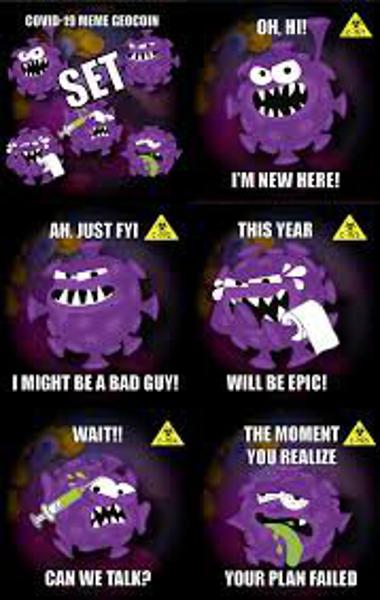 COVID-19 MEME GEOCOIN
SET
OH, HI!
I'M NEW HERE!
AH, JUST FYI
I MIGHT BE A BAD GUY!
THIS YEAR
WILL BE EPIC!
WAIT!!
CAN WE TALK?
THE MOMENT
YOU REALIZE
YOUR PLAN FAILED